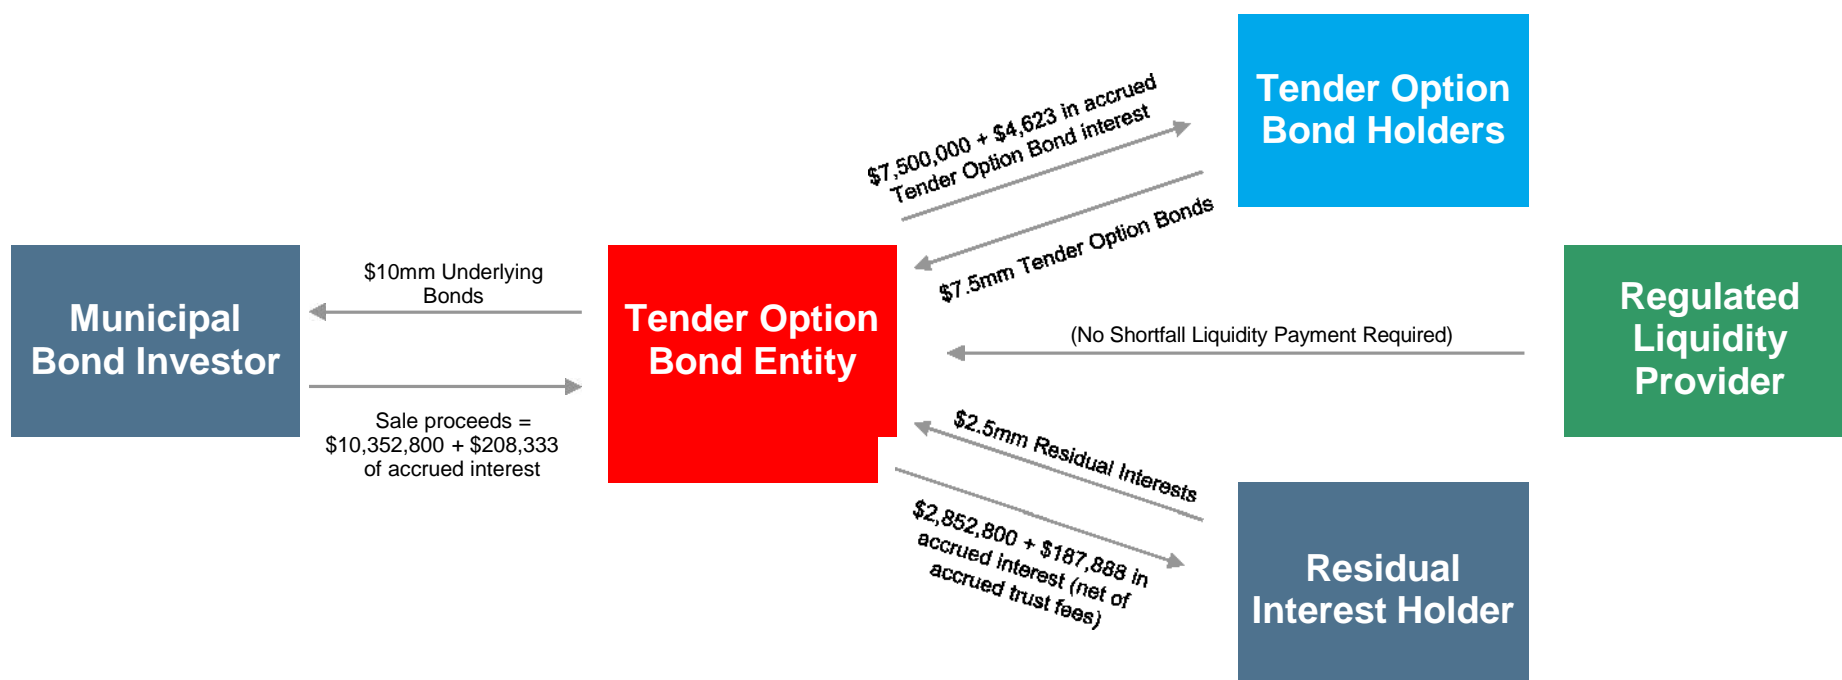 Tender Option
Bond Holders
$7,500,000 + $4,623 in accrued
Tender Option Bond interest
$7.5mm Tender Option Bonds
Municipal
Bond Investor
$10mm Underlying
Bonds
Sale proceeds =
$10,352,800 + $208,333
of accrued interest
Tender Option
Bond Entity
(No Shortfall Liquidity Payment Required)
Regulated
Liquidity
Provider
$2.5mm Residual Interests
$2,852,800 + $187,888 in
accrued interest (net of
accrued trust fees)
Residual
Interest Holder